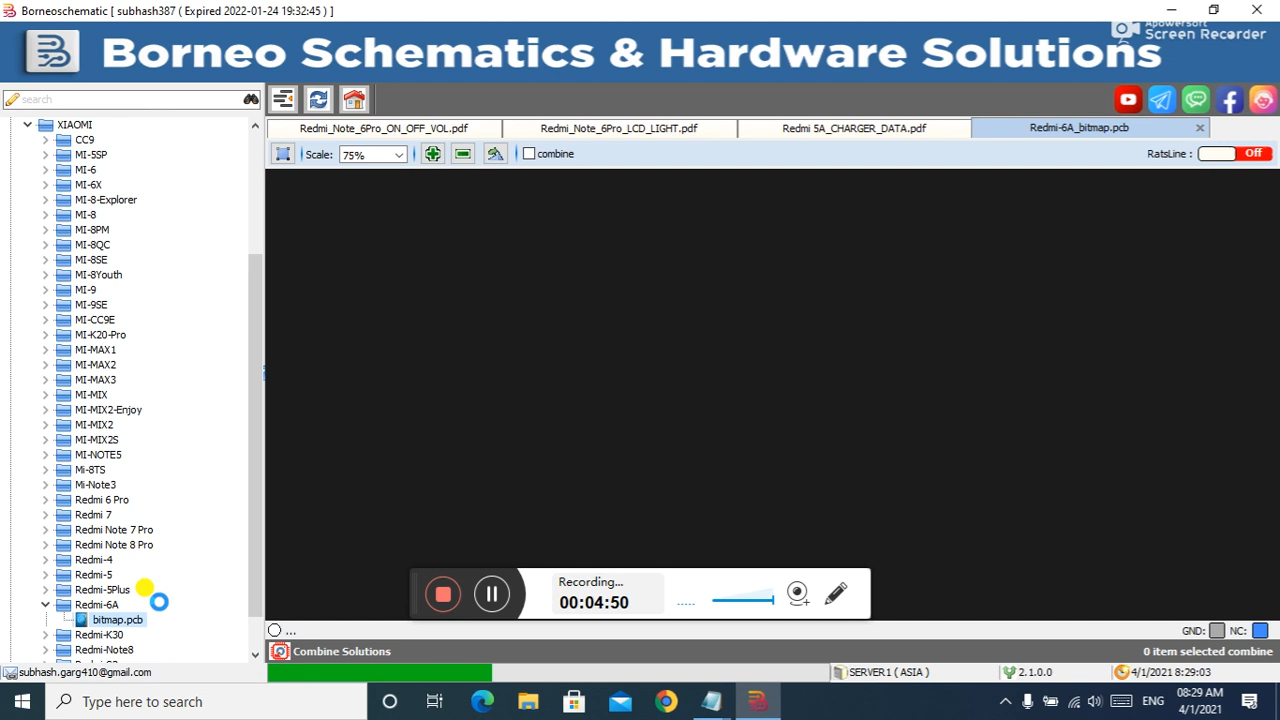 Borneoschematic [ subhash387 ( Expired 2022-01-24 19:32:45 ) ]
Apowersoft
Screen Recorder
Borneo Schematics & Hardware Solutions
search
Redmi_Note_6Pro_ON_OFF_VOL.pdf
Redmi_Note_6Pro_LCD_LIGHT.pdf
Redmi 5A_CHARGER_DATA.pdf
Redmi-6A_bitmap.pcb
Scale:
75%
combine
RatsLine :
Off
XIAOMI
CC9
MI-5SP
MI-6
MI-6X
MI-8-Explorer
MI-8
MI-8PM
MI-8QC
MI-8SE
MI-8Youth
MI-9
MI-9SE
MI-CC9E
MI-K20-Pro
MI-MAX1
MI-MAX2
MI-MAX3
MI-MIX
MI-MIX2-Enjoy
MI-MIX2
MI-MIX2S
MI-NOTE5
Mi-8TS
Mi-Note3
Redmi 6 Pro
Redmi 7
Redmi Note 7 Pro
Redmi Note 8 Pro
Redmi-4
Redmi-5
Redmi-5Plus
Redmi-6A
bitmap.pcb
Redmi-K30
Redmi-Note8
Recording...
00:04:50
...
GND:
NC:
Combine Solutions
0 item selected combine
subhash.garg410@gmail.com
SERVER1 ( ASIA )
2.1.0.0
4/1/2021 8:29:03
Type here to search
ENG
08:29 AM
4/1/2021